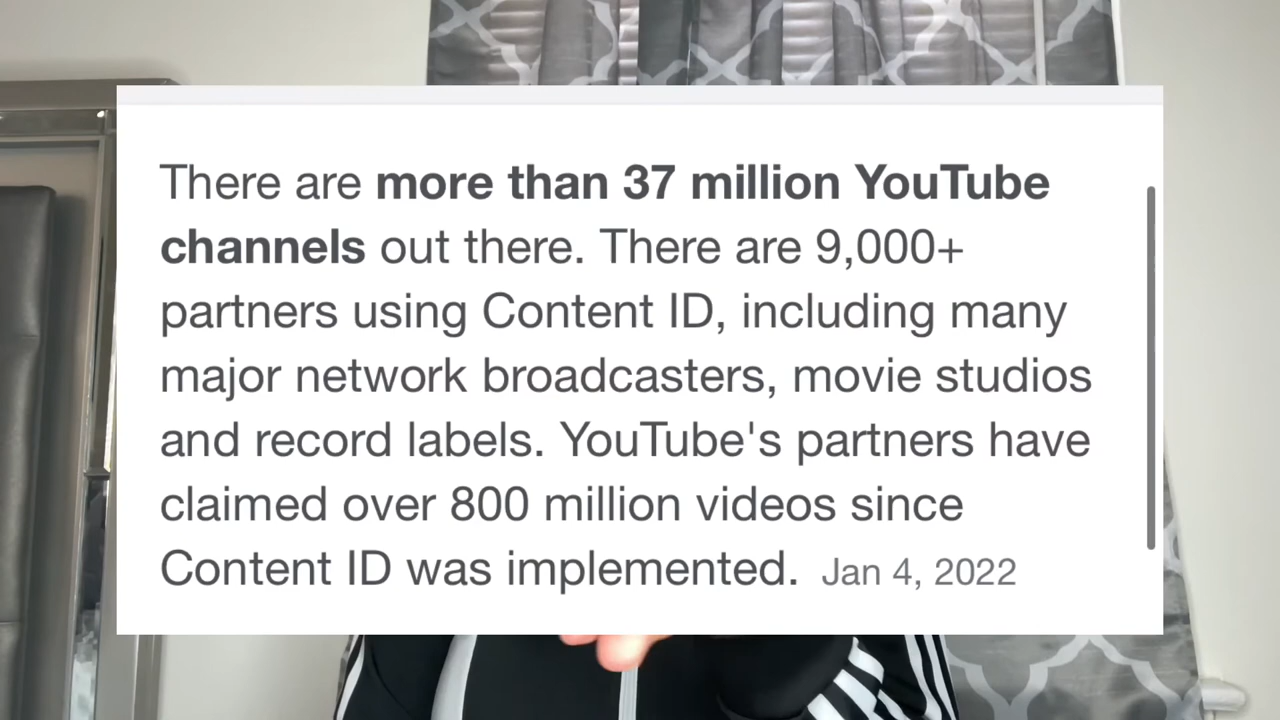 There are more than 37 million YouTube
channels out there. There are 9,000+
partners using Content ID, including many
major network broadcasters, movie studios
and record labels. YouTube's partners have
claimed over 800 million videos since
Content ID was implemented. Jan 4, 2022